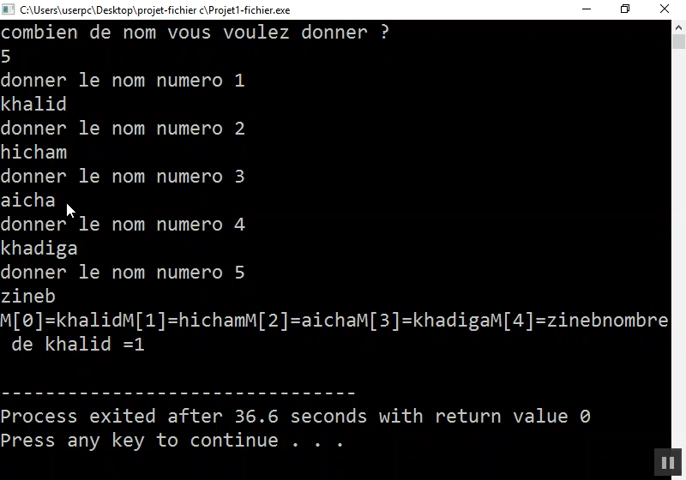 C:\Users\userpc\Desktop\projet-fichier c\Projet1-fichier.exe
combien de nom vous voulez donner ?
5
donner le nom numero 1
khalid
donner le nom numero 2
hicham
donner le nom numero 3
aicha
donner le nom numero 4
khadiga
donner le nom numero 5
zineb
M[0]=khalidM[1]=hichamM[2]=aichaM[3]=khadigaM[4]=zinebnombre
de khalid =1
--------------------------------
Process exited after 36.6 seconds with return value 0
Press any key to continue . . .